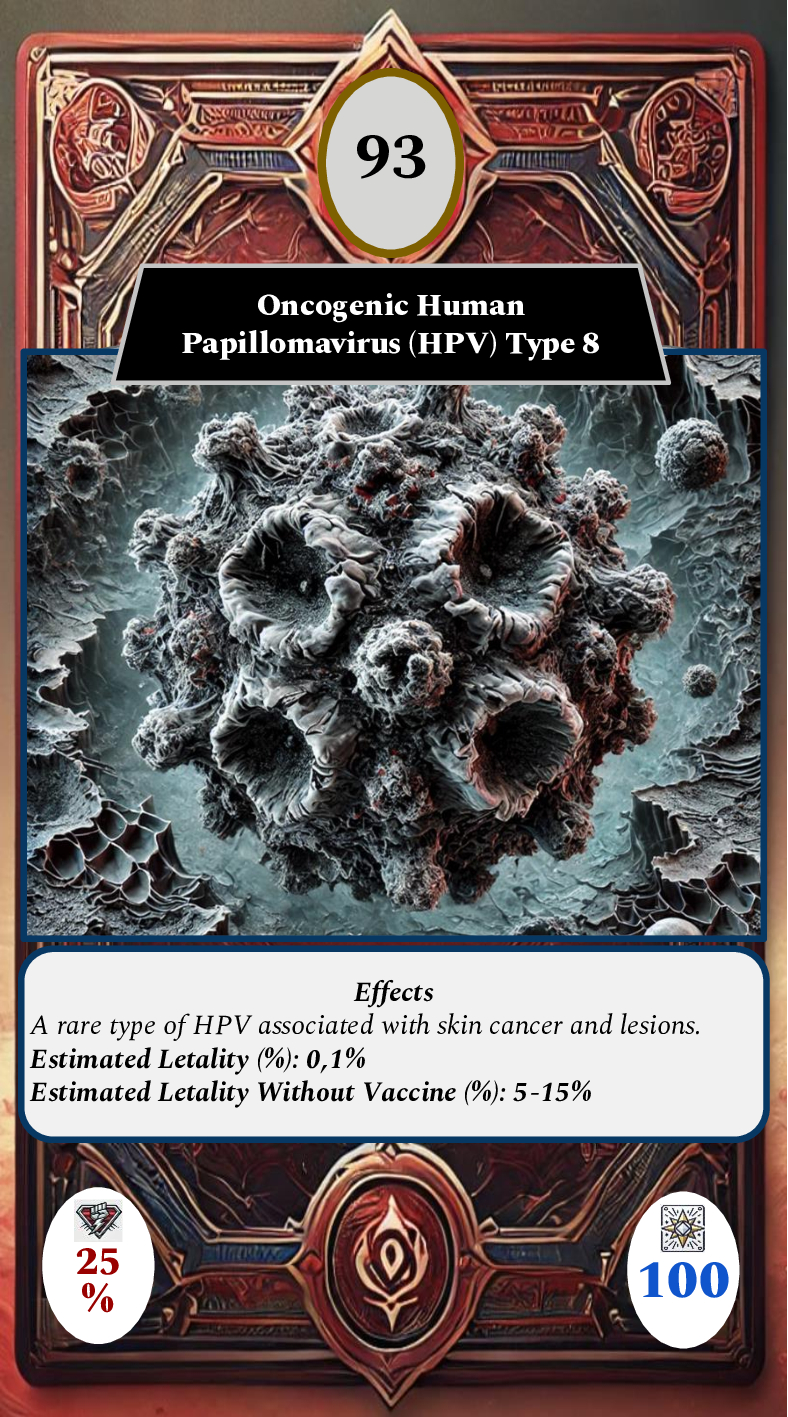 93
Oncogenic Human
Papillomavirus (HPV) Type 8
Effects
A rare type of HPV associated with skin cancer and lesions.
Estimated Letality (%): 0,1%
Estimated Letality Without Vaccine (%): 5-15%
25
%
100